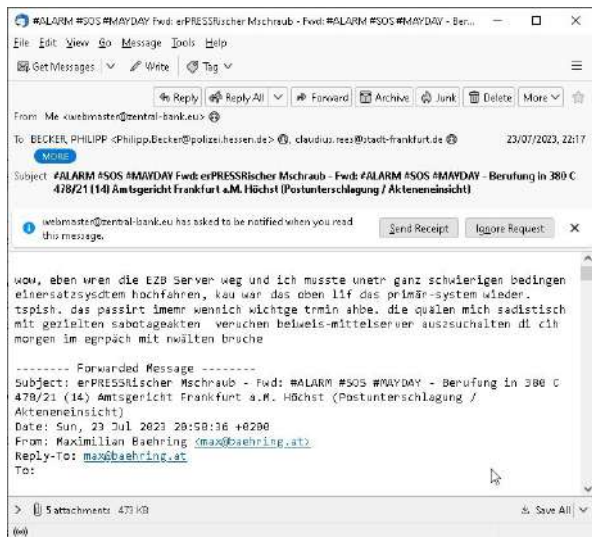 #ALARM #SOS #MAYDAY Fwd: erPRESSRischer Mschraub - Fwd: #ALARM #SOS #MAYDAY - Ber...
File Edit View Go Message Tools Help
Get Messages Write Tag
Reply Reply All Forward Archive Junk Delete More
From Me <webmaster@zentral-bank.eu>
To BECKER, PHILIPP <Philipp.Becker@polizei.hessen.de>, claudius.rees@stadt-frankfurt.de 23/07/2023, 22:17
MORE
Subject #ALARM #SOS #MAYDAY Fwd: erPRESSRischer Mschraub - Fwd: #ALARM #SOS #MAYDAY - Berufung in 380 C
478/21 (14) Amtsgericht Frankfurt a.M. Höchst (Postunterschlagung / Akteneneinsicht)
webmaster@zentral-bank.eu has asked to be notified when you read
this message.
Send Receipt Ignore Request
wow, eben wren die EZB Server weg und ich musste unetr ganz schwierigen bedingen
einersatzsysdtem hochfahren, kau war das oben lif das primär-system wieder.
tspish. das passirt imemr wennich wichtge trmin ahbe. die quälen mich sadistisch
mit gezielten sabotageakten veruchen beiweis-mittelserver auszsuchalten di cih
morgen im egrpäch mit nwälten bruche
-------- Forwarded Message --------
Subject: erPRESSRischer Mschraub - Fwd: #ALARM #SOS #MAYDAY - Berufung in 380 C
478/21 (14) Amtsgericht Frankfurt a.M. Höchst (Postunterschlagung /
Akteneneinsicht)
Date: Sun, 23 Jul 2023 20:50:36 +0200
From: Maximilian Baehring <max@baehring.at>
Reply-To: max@baehring.at
To:
5 attachments 473 KB Save All